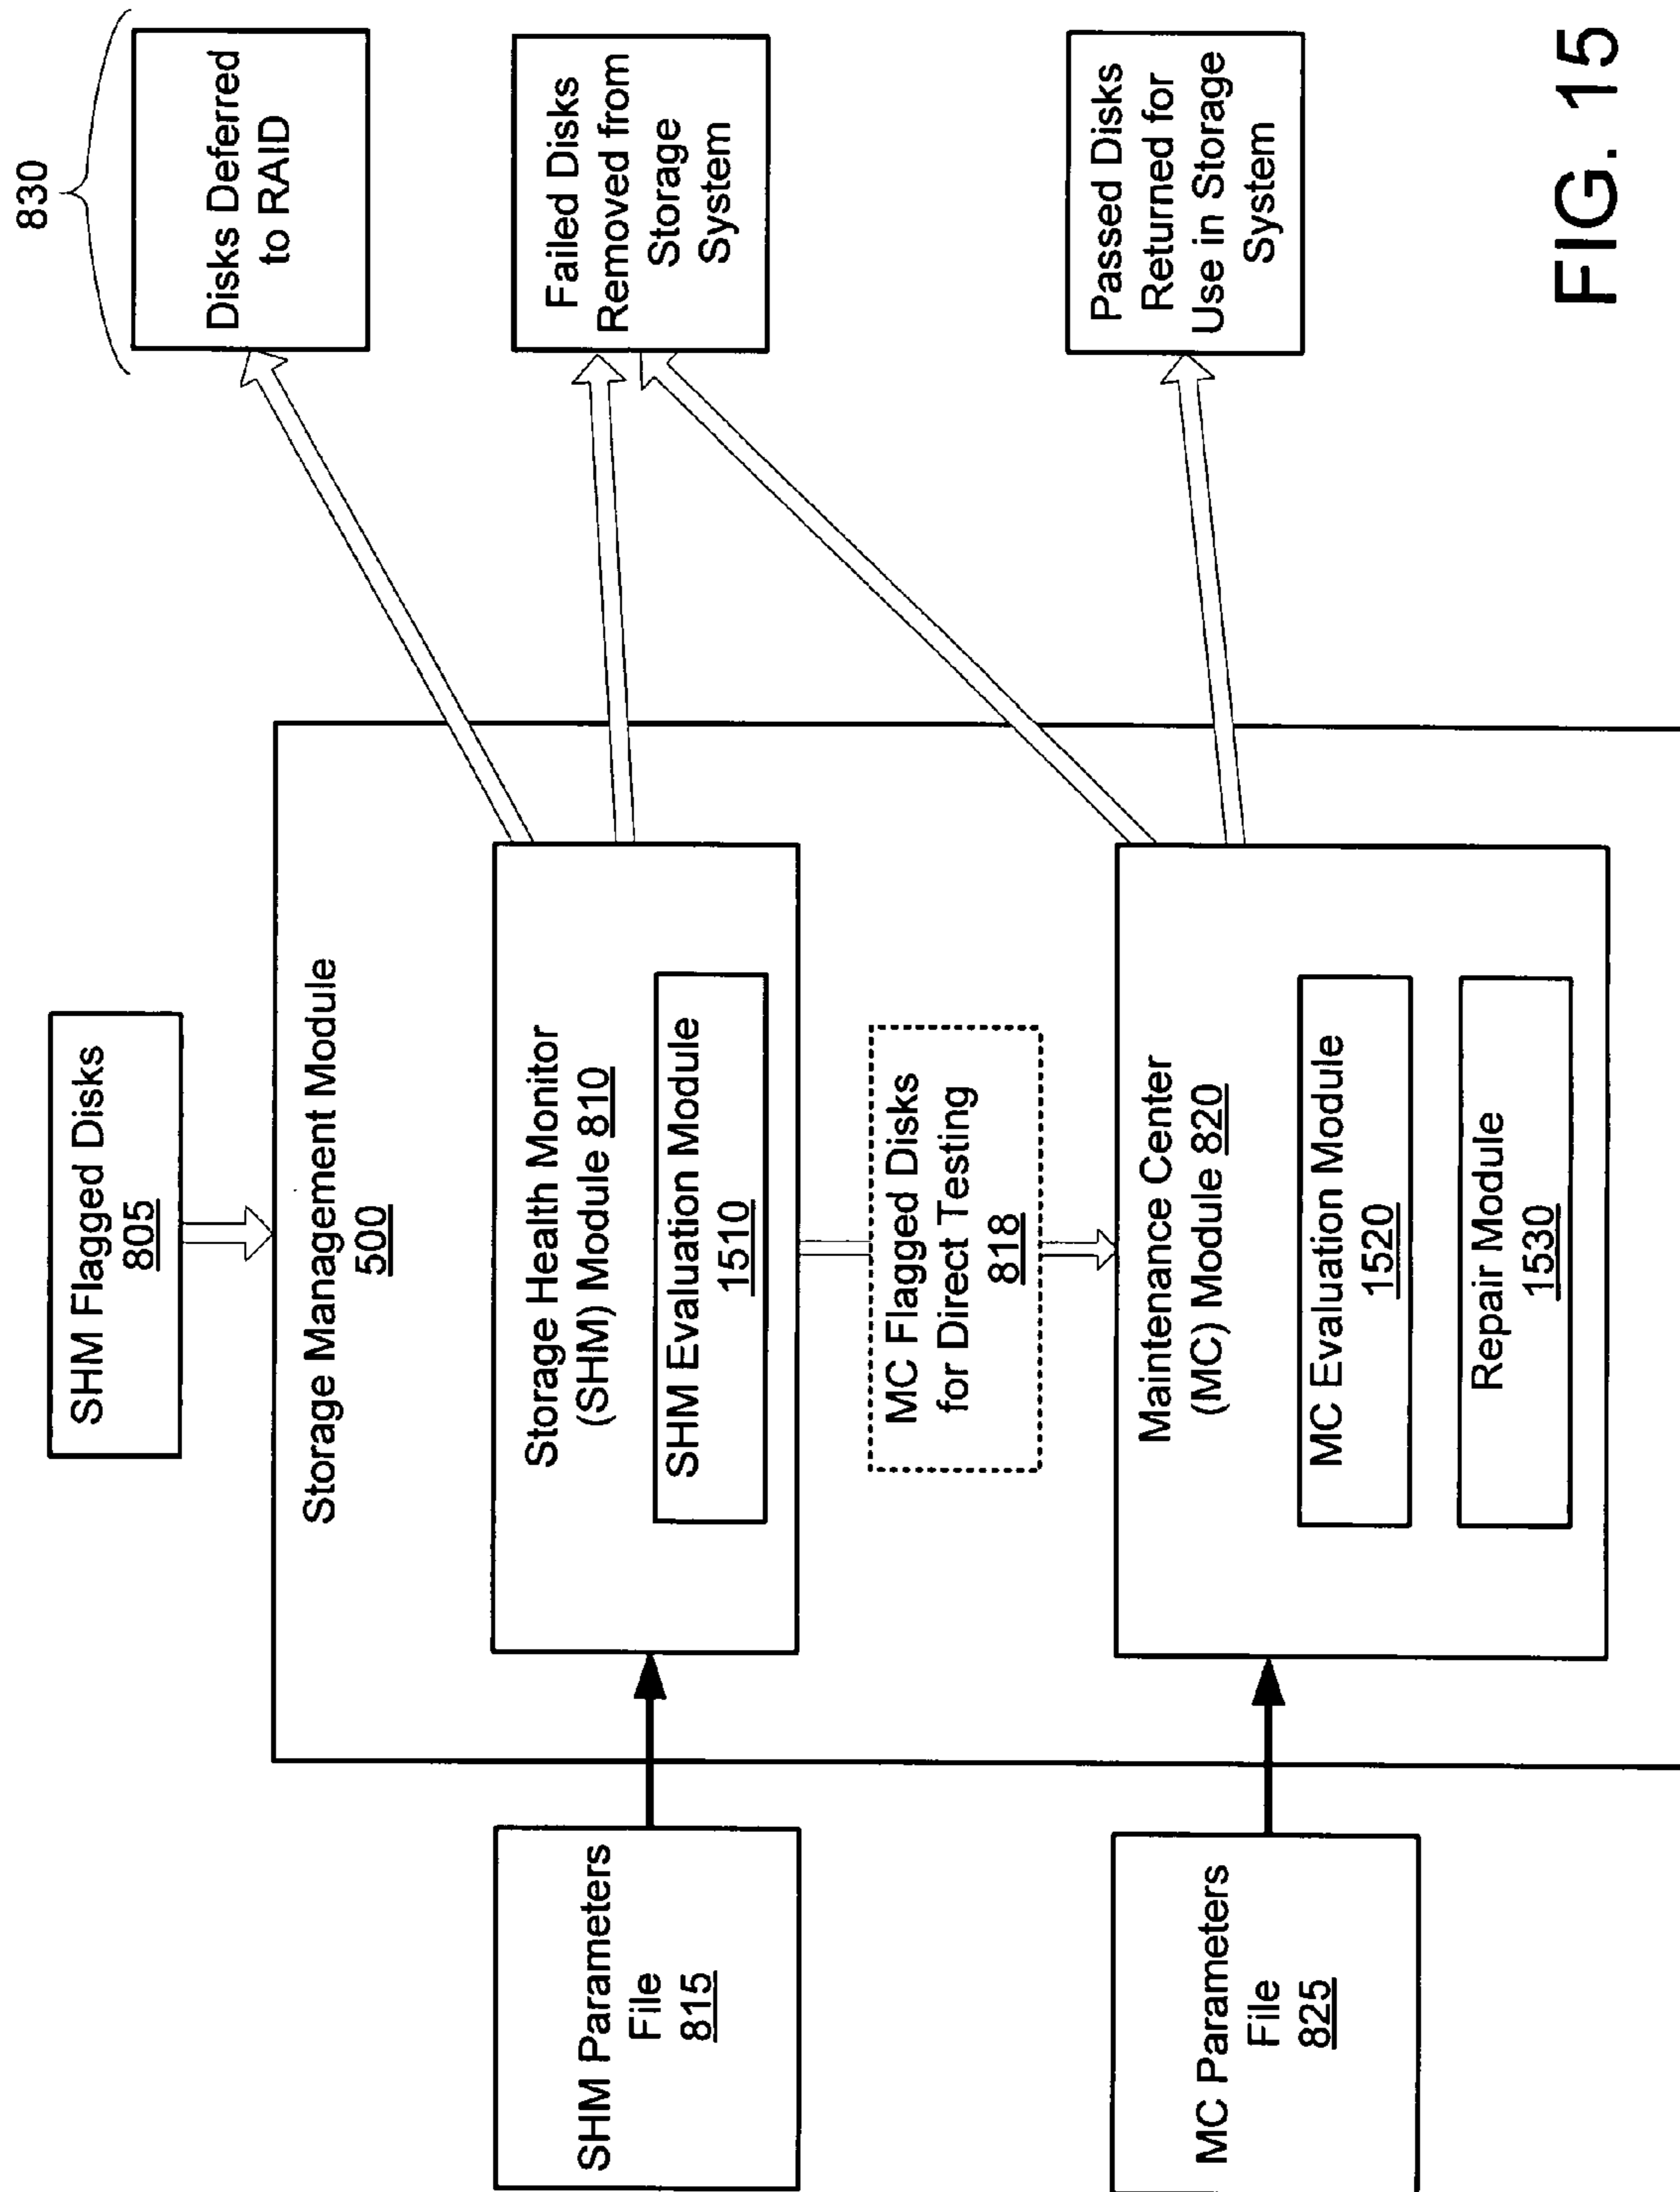 830
SHM Flagged Disks
805
Disks Deferred
to RAID
Storage Management Module
500
SHM Parameters
File
815
Storage Health Monitor
(SHM) Module 810
SHM Evaluation Module
1510
Failed Disks
Removed from
Storage
System
MC Flagged Disks
for Direct Testing
818
MC Parameters
File
825
Maintenance Center
(MC) Module 820
MC Evaluation Module
1520
Repair Module
1530
Passed Disks
Returned for
Use in Storage
System
FIG. 15